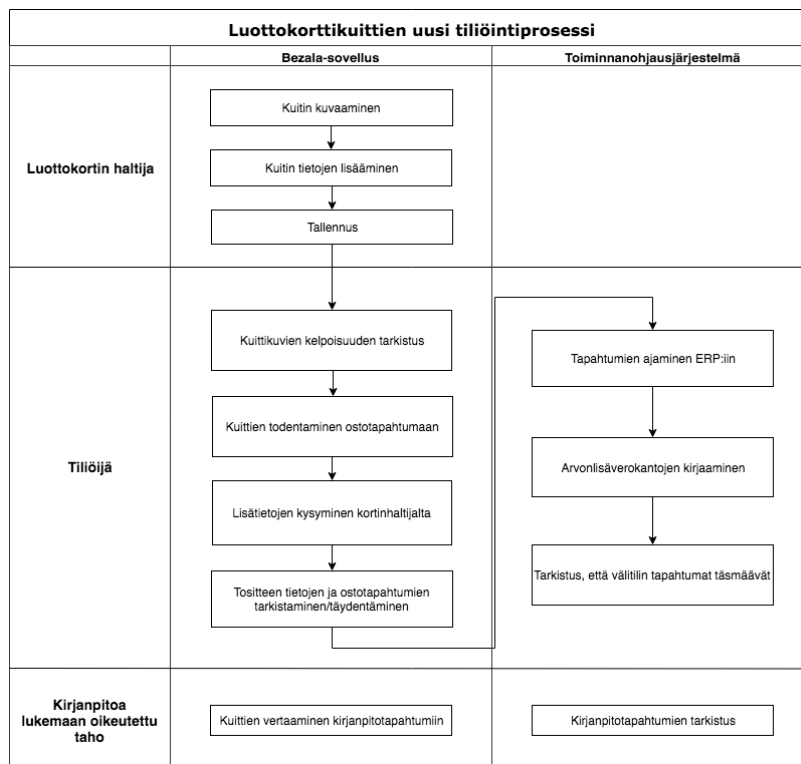 Luottokorttikuittien uusi tiliöintiprosessi
Bezala-sovellus
Toiminnanohjausjärjestelmä
Luottokortin haltija
Kuitin kuvaaminen
Kuitin tietojen lisääminen
Tallennus
Tiliöijä
Kuittikuvien kelpoisuuden tarkistus
Kuittien todentaminen ostotapahtumaan
Lisätietojen kysyminen kortinhaltijalta
Tositteen tietojen ja ostotapahtumien
tarkistaminen/täydentäminen
Tapahtumien ajaminen ERP:iin
Arvonlisäverokantojen kirjaaminen
Tarkistus, että välitilin tapahtumat täsmäävät
Kirjanpitoa
lukemaan oikeutettu
taho
Kuittien vertaaminen kirjanpitotapahtumiin
Kirjanpitotapahtumien tarkistus